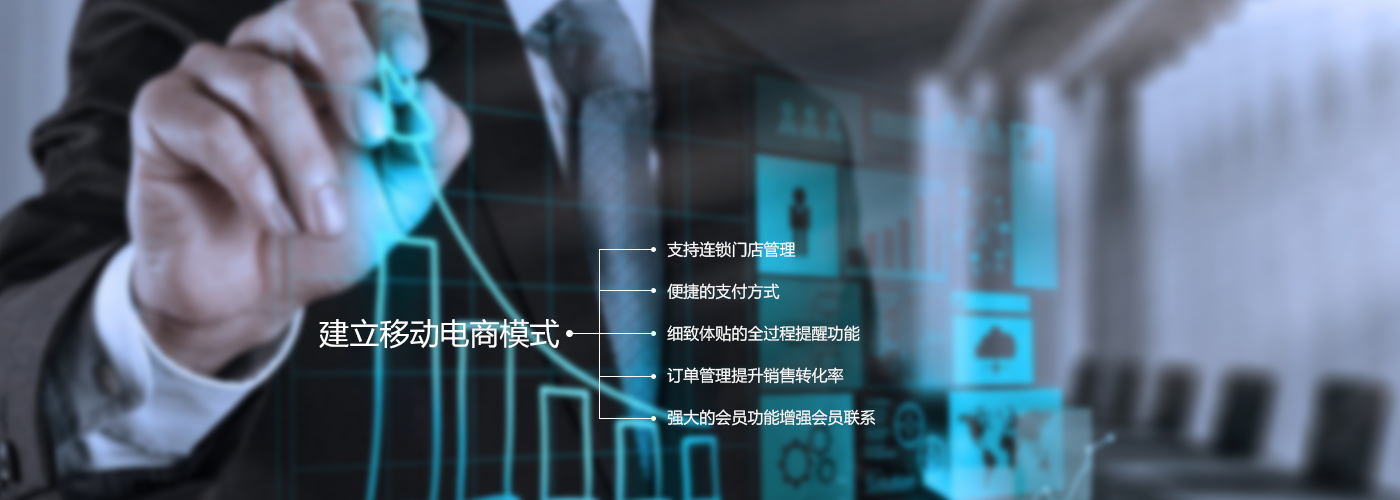 支持连锁门店管理
便捷的支付方式
建立移动电商模式
细致体贴的全过程提醒功能
订单管理提升销售转化率
强大的会员功能增强会员联系